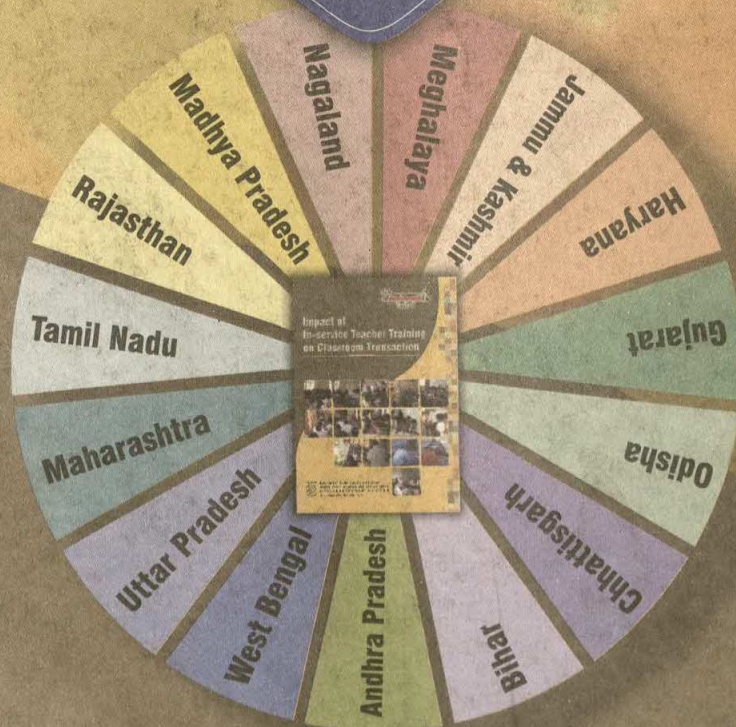 Nagaland
Meghalaya
Jammu & Kashmir
Haryana
Gujarat
Odisha
Chhattisgarh
Bihar
Andhra Pradesh
West Bengal
Uttar Pradesh
Maharashtra
Tamil Nadu
Rajasthan
Madhya Pradesh
Impact of
In-service Teacher Training
on Classroom Transaction